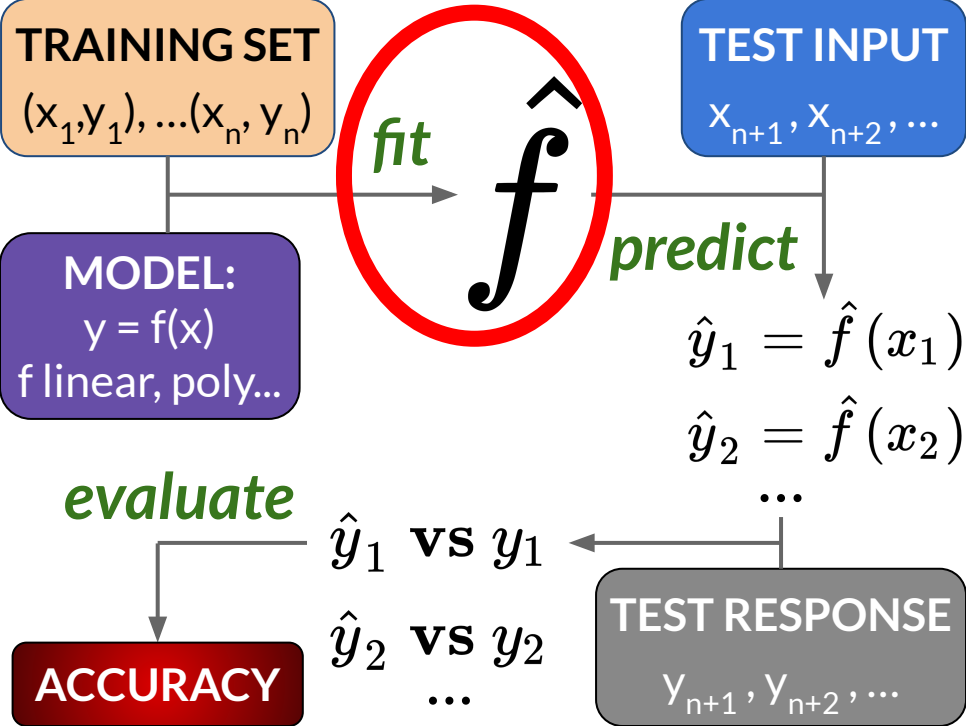 TRAINING SET
(x₁,y₁), ...(xₙ, yₙ)
fit
f̂
TEST INPUT
xₙ₊₁ , xₙ₊₂ , ...
MODEL:
y = f(x)
f linear, poly...
predict
ŷ₁ = f̂ (x₁)
ŷ₂ = f̂ (x₂)
...
evaluate
ŷ₁ vs y₁
ŷ₂ vs y₂
...
TEST RESPONSE
yₙ₊₁ , yₙ₊₂ , ...
ACCURACY